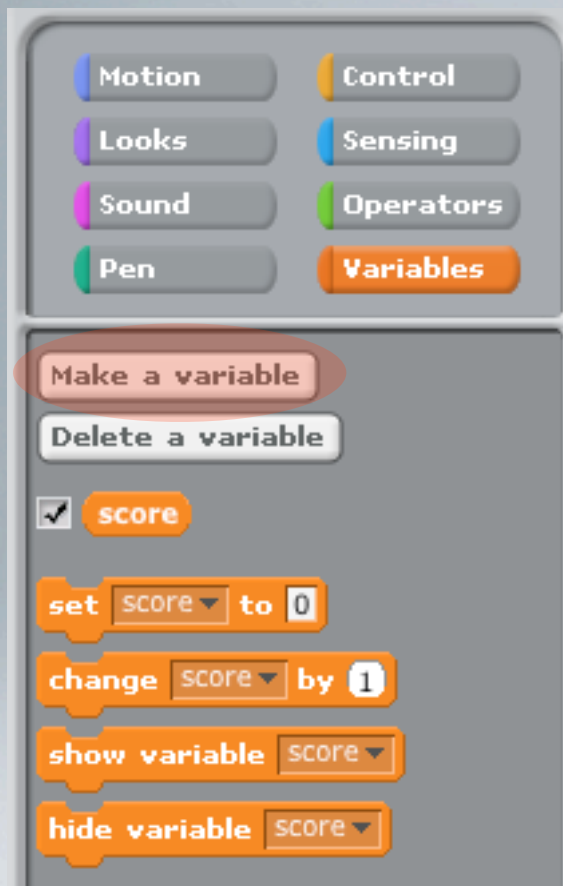 Motion Control
Looks Sensing
Sound Operators
Pen Variables
Make a variable
Delete a variable
score
set score to 0
change score by 1
show variable score
hide variable score